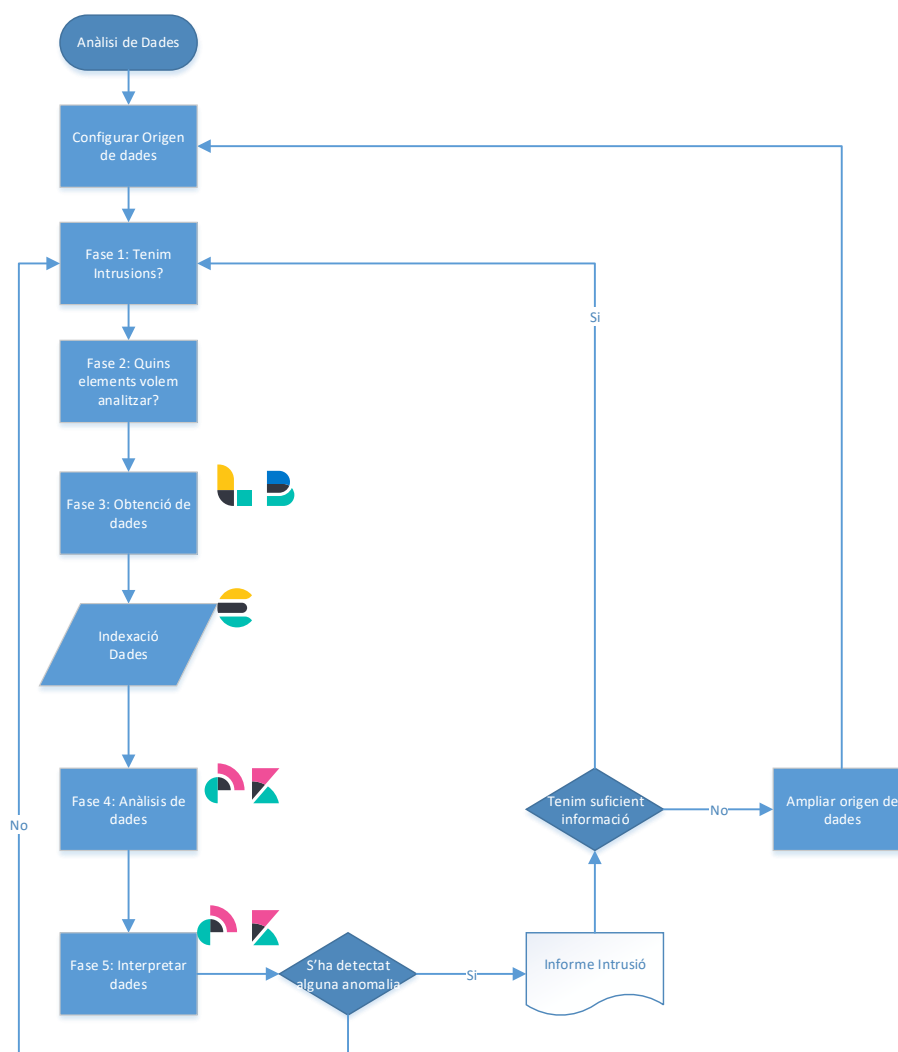 Anàlisi de Dades
Configurar Origen
de dades
Fase 1: Tenim
Intrusions?
Si
Fase 2: Quins
elements volem
analitzar?
Fase 3: Obtenció de
dades
Indexació
Dades
Fase 4: Anàlisis de
dades
No
Tenim suficient
informació
No
Ampliar origen de
dades
Fase 5: Interpretar
dades
S'ha detectat
alguna anomalia
Si
Informe Intrusió